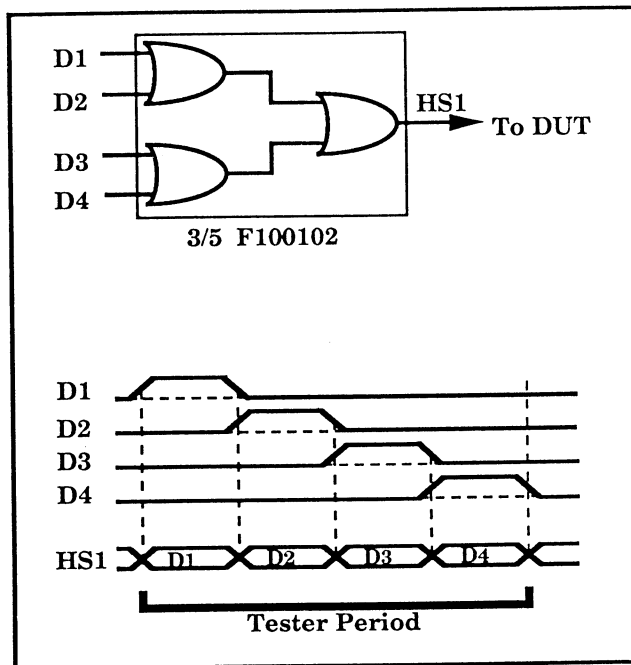 D1
D2
HS1
To DUT
D3
D4
3/5 F100102
D1
D2
D3
D4
HS1 D1 D2 D3 D4
Tester Period